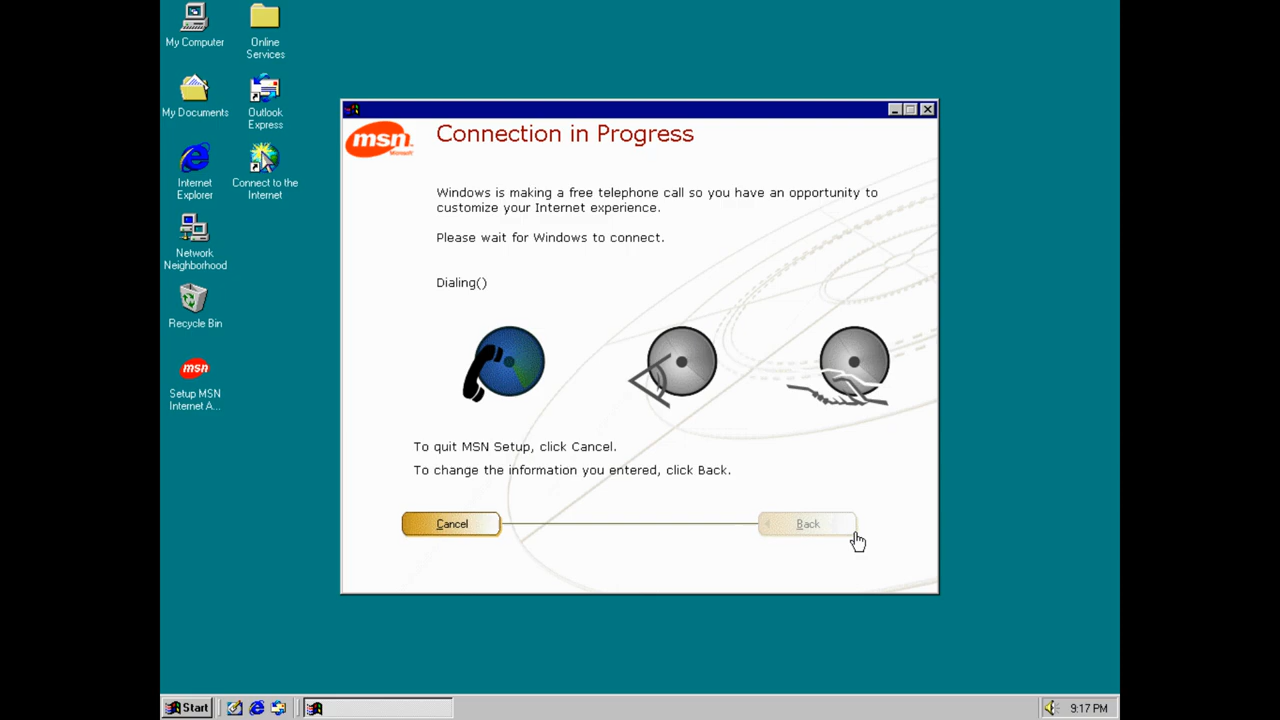 My Computer
Online
Services
My Documents
Outlook
Express
Internet
Explorer
Connect to the
Internet
Network
Neighborhood
Recycle Bin
msn
Setup MSN
Internet A...
msn
Microsoft
Connection in Progress
Windows is making a free telephone call so you have an opportunity to
customize your Internet experience.
Please wait for Windows to connect.
Dialing()
To quit MSN Setup, click Cancel.
To change the information you entered, click Back.
Cancel
Back
Start
9:17 PM